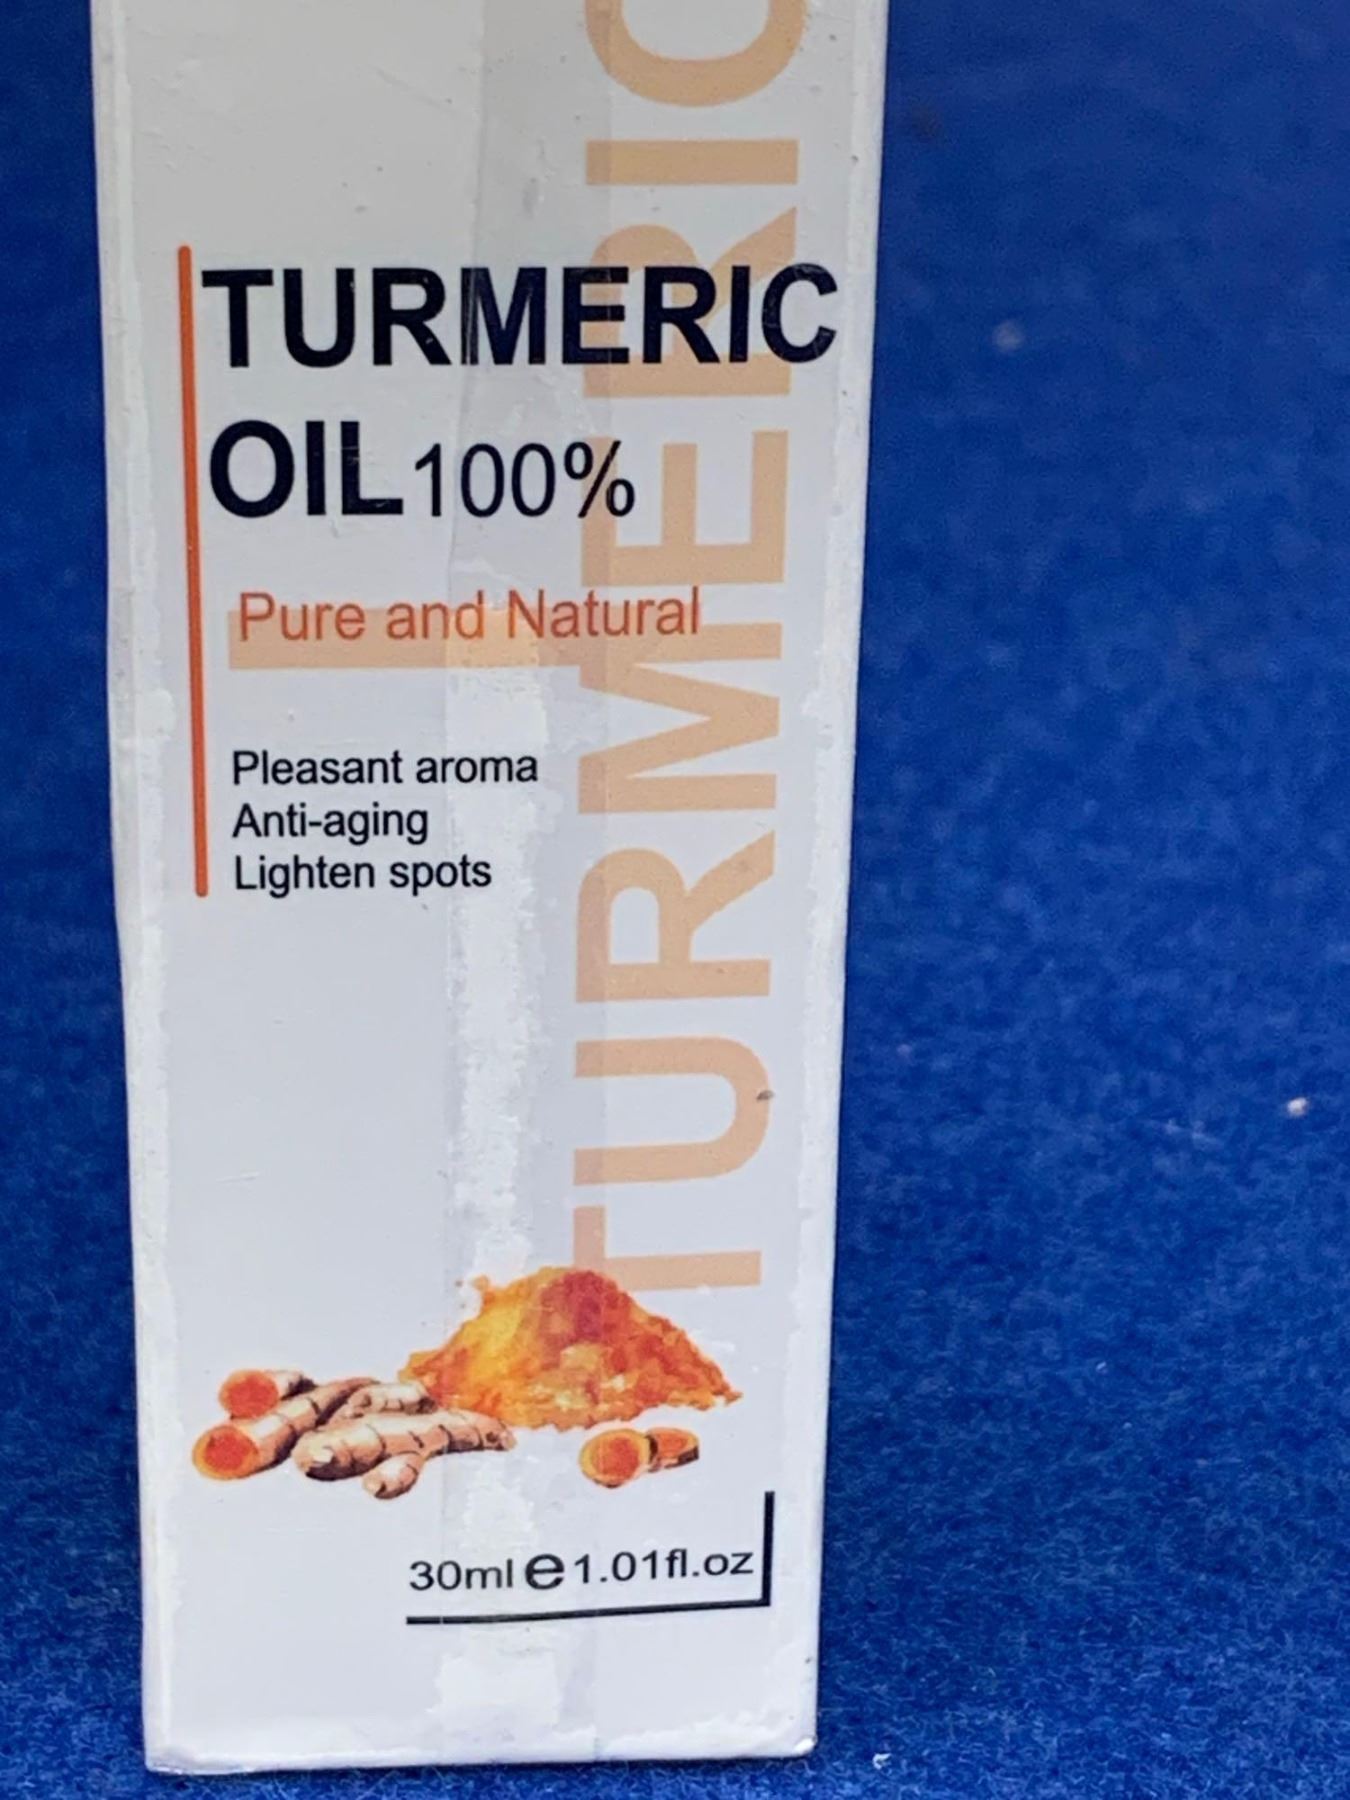 TURMERIC
TURMERIC
OIL 100%
Pure and Natural
Pleasant aroma
Anti-aging
Lighten spots
30ml e 1.01fl.oz